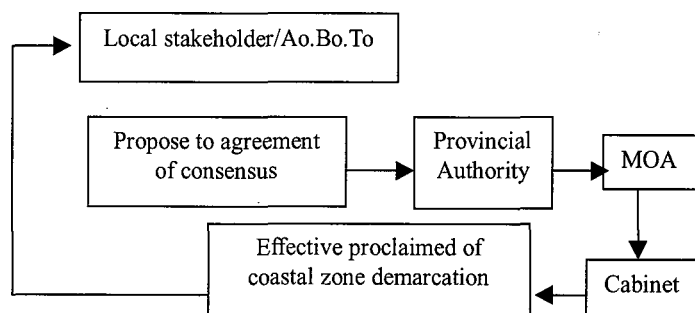 Local stakeholder/Ao.Bo.To
Propose to agreement
of consensus
Provincial
Authority
MOA
Effective proclaimed of
coastal zone demarcation
Cabinet